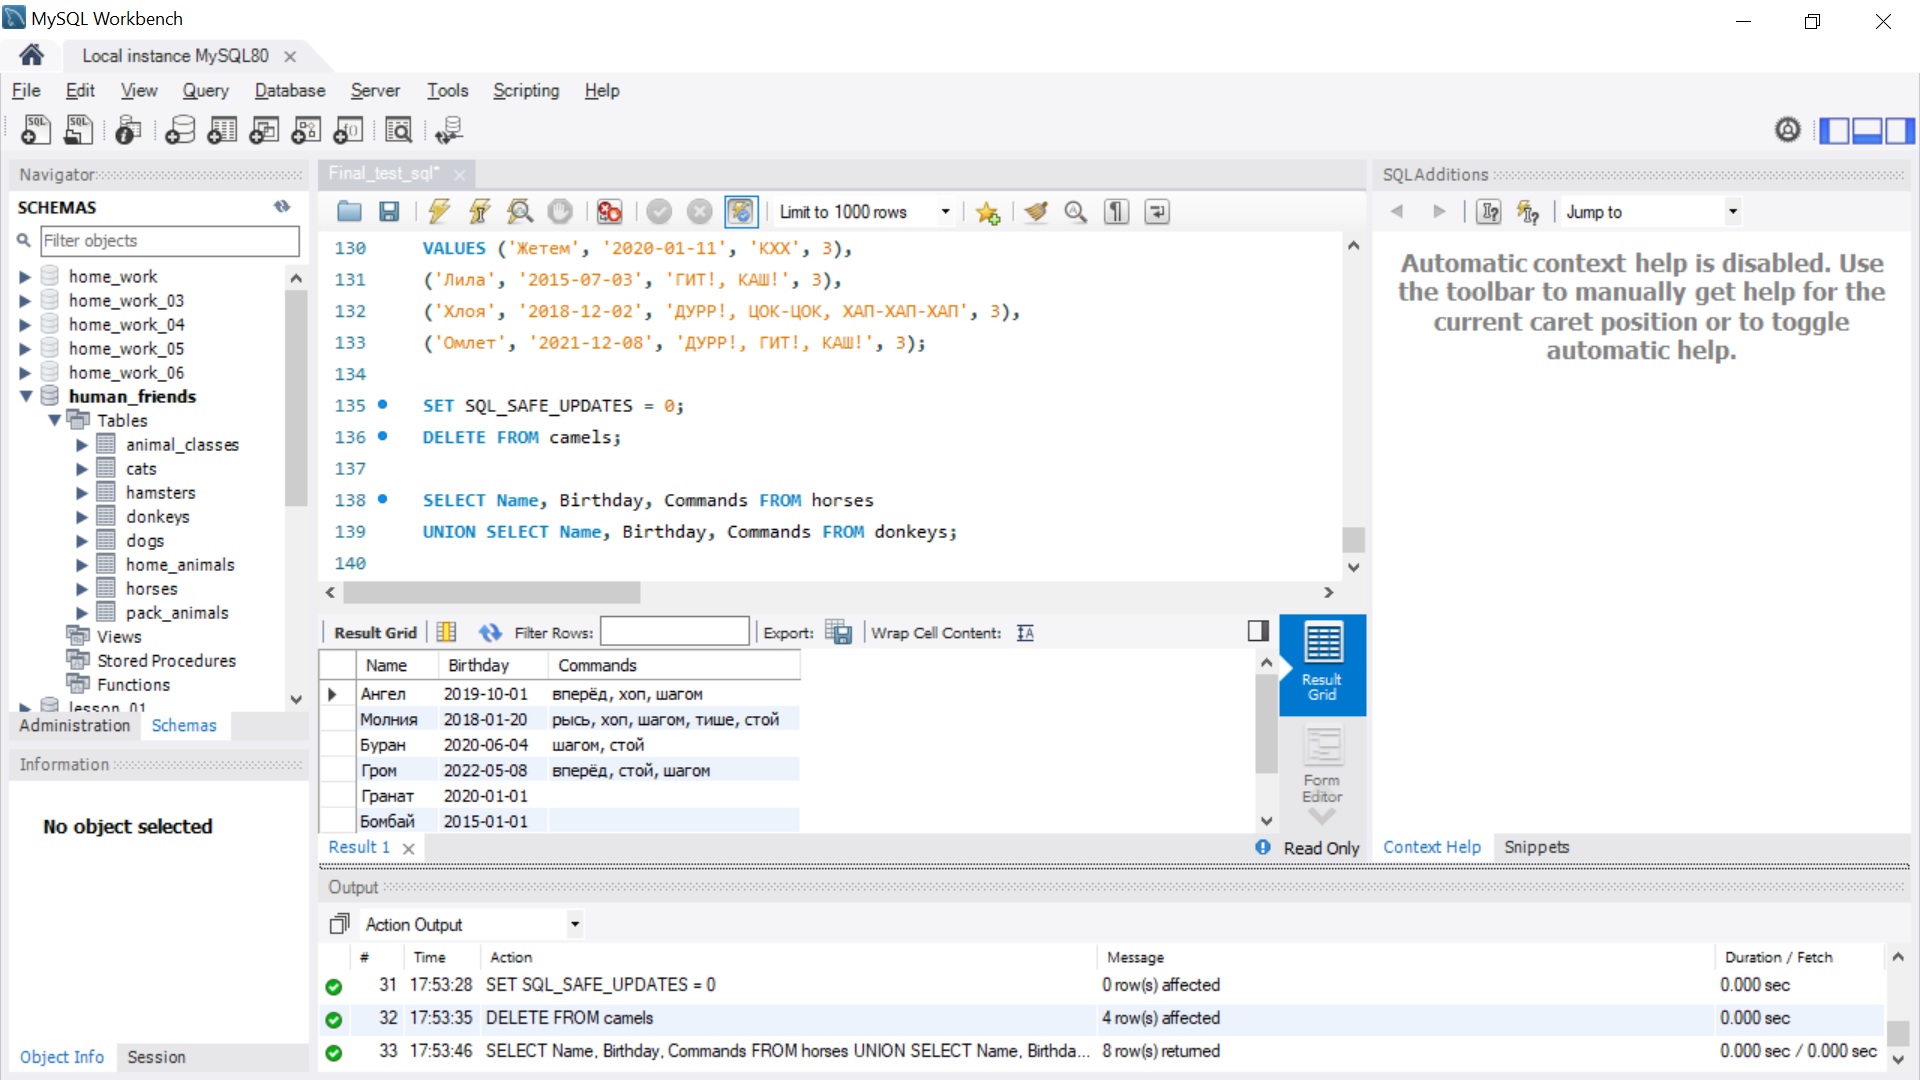 MySQL Workbench
Local instance MySQL80
File Edit View Query Database Server Tools Scripting Help
Navigator
SCHEMAS
Filter objects
home_work
home_work_03
home_work_04
home_work_05
home_work_06
human_friends
Tables
animal_classes
cats
hamsters
donkeys
dogs
home_animals
horses
pack_animals
Views
Stored Procedures
Functions
lesson_01
Administration Schemas
Information
No object selected
Object Info Session
Final_test_sql*
Limit to 1000 rows
130 VALUES ('Жетем', '2020-01-11', 'КХХ', 3),
131 ('Лила', '2015-07-03', 'ГИТ!, КАШ!', 3),
132 ('Хлоя', '2018-12-02', 'ДУРР!, ЦОК-ЦОК, ХАП-ХАП-ХАП', 3),
133 ('Омлет', '2021-12-08', 'ДУРР!, ГИТ!, КАШ!', 3);
134
135 SET SQL_SAFE_UPDATES = 0;
136 DELETE FROM camels;
137
138 SELECT Name, Birthday, Commands FROM horses
139 UNION SELECT Name, Birthday, Commands FROM donkeys;
140
Result Grid Filter Rows: Export: Wrap Cell Content:
Name Birthday Commands
Ангел 2019-10-01 вперёд, хоп, шагом
Молния 2018-01-20 рысь, хоп, шагом, тише, стой
Буран 2020-06-04 шагом, стой
Гром 2022-05-08 вперёд, стой, шагом
Гранат 2020-01-01
Бомбай 2015-01-01
Result Grid
Form Editor
Result 1 Read Only
SQLAdditions
Jump to
Automatic context help is disabled. Use
the toolbar to manually get help for the
current caret position or to toggle
automatic help.
Context Help Snippets
Output
Action Output
# Time Action Message Duration / Fetch
31 17:53:28 SET SQL_SAFE_UPDATES = 0 0 row(s) affected 0.000 sec
32 17:53:35 DELETE FROM camels 4 row(s) affected 0.000 sec
33 17:53:46 SELECT Name, Birthday, Commands FROM horses UNION SELECT Name, Birthda... 8 row(s) returned 0.000 sec / 0.000 sec